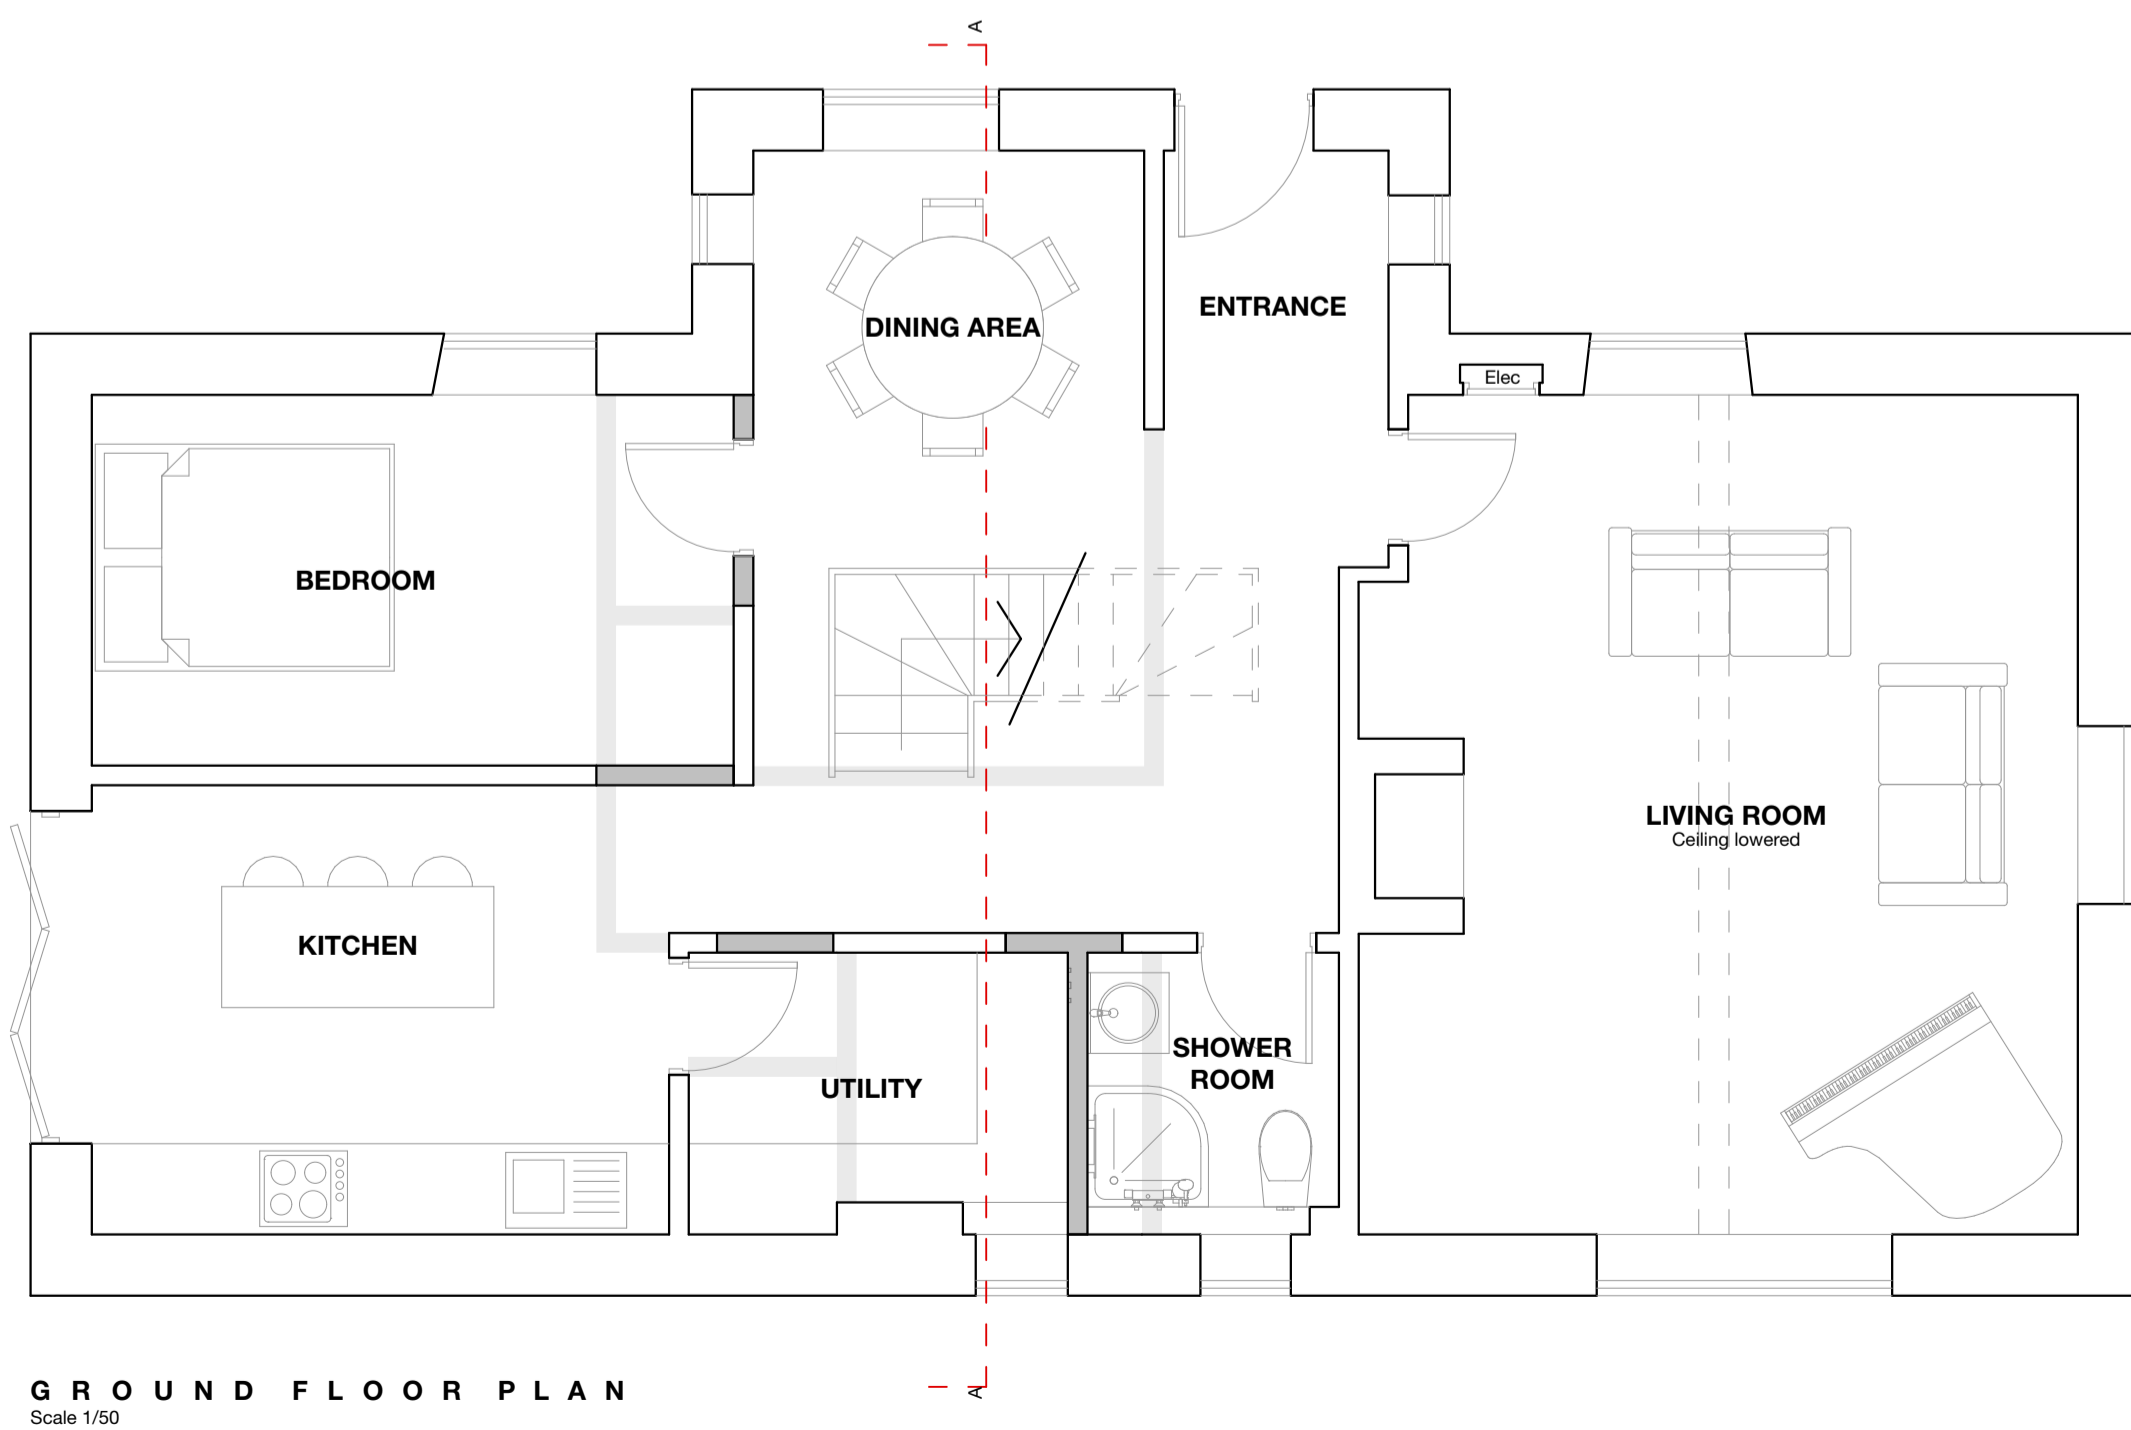 A
DINING AREA
ENTRANCE
Elec
BEDROOM
LIVING ROOM
Ceiling lowered
KITCHEN
SHOWER
ROOM
UTILITY
A
GROUND FLOOR PLAN
Scale 1/50